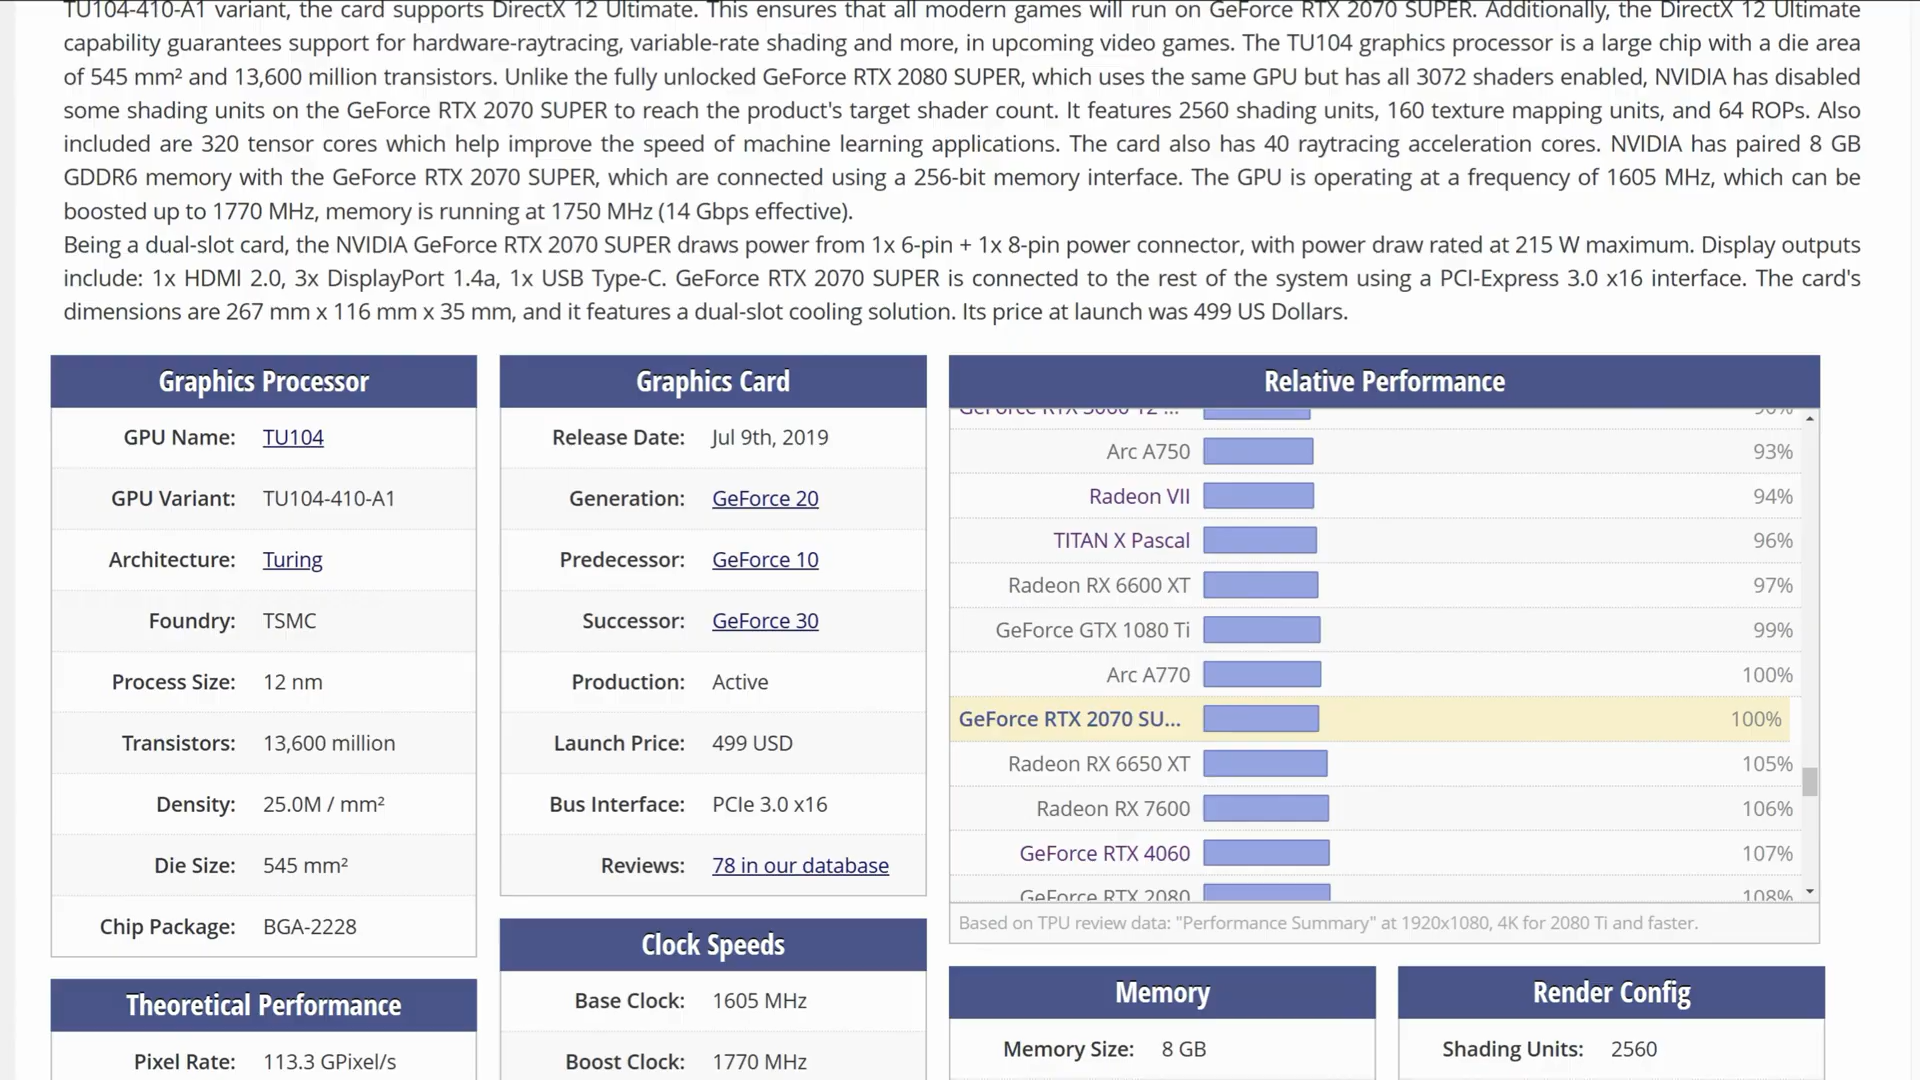 TU104-410-A1 variant, the card supports DirectX 12 Ultimate. This ensures that all modern games will run on GeForce RTX 2070 SUPER. Additionally, the DirectX 12 Ultimate
capability guarantees support for hardware-raytracing, variable-rate shading and more, in upcoming video games. The TU104 graphics processor is a large chip with a die area
of 545 mm² and 13,600 million transistors. Unlike the fully unlocked GeForce RTX 2080 SUPER, which uses the same GPU but has all 3072 shaders enabled, NVIDIA has disabled
some shading units on the GeForce RTX 2070 SUPER to reach the product's target shader count. It features 2560 shading units, 160 texture mapping units, and 64 ROPs. Also
included are 320 tensor cores which help improve the speed of machine learning applications. The card also has 40 raytracing acceleration cores. NVIDIA has paired 8 GB
GDDR6 memory with the GeForce RTX 2070 SUPER, which are connected using a 256-bit memory interface. The GPU is operating at a frequency of 1605 MHz, which can be
boosted up to 1770 MHz, memory is running at 1750 MHz (14 Gbps effective).
Being a dual-slot card, the NVIDIA GeForce RTX 2070 SUPER draws power from 1x 6-pin + 1x 8-pin power connector, with power draw rated at 215 W maximum. Display outputs
include: 1x HDMI 2.0, 3x DisplayPort 1.4a, 1x USB Type-C. GeForce RTX 2070 SUPER is connected to the rest of the system using a PCI-Express 3.0 x16 interface. The card's
dimensions are 267 mm x 116 mm x 35 mm, and it features a dual-slot cooling solution. Its price at launch was 499 US Dollars.
Graphics Processor
GPU Name: TU104
GPU Variant: TU104-410-A1
Architecture: Turing
Foundry: TSMC
Process Size: 12 nm
Transistors: 13,600 million
Density: 25.0M / mm²
Die Size: 545 mm²
Chip Package: BGA-2228
Theoretical Performance
Pixel Rate: 113.3 GPixel/s
Graphics Card
Release Date: Jul 9th, 2019
Generation: GeForce 20
Predecessor: GeForce 10
Successor: GeForce 30
Production: Active
Launch Price: 499 USD
Bus Interface: PCIe 3.0 x16
Reviews: 78 in our database
Clock Speeds
Base Clock: 1605 MHz
Boost Clock: 1770 MHz
Relative Performance
GeForce RTX 3060 12 ...
Arc A750 93%
Radeon VII 94%
TITAN X Pascal 96%
Radeon RX 6600 XT 97%
GeForce GTX 1080 Ti 99%
Arc A770 100%
GeForce RTX 2070 SU... 100%
Radeon RX 6650 XT 105%
Radeon RX 7600 106%
GeForce RTX 4060 107%
GeForce RTX 2080 108%
Based on TPU review data: "Performance Summary" at 1920x1080, 4K for 2080 Ti and faster.
Memory
Memory Size: 8 GB
Render Config
Shading Units: 2560